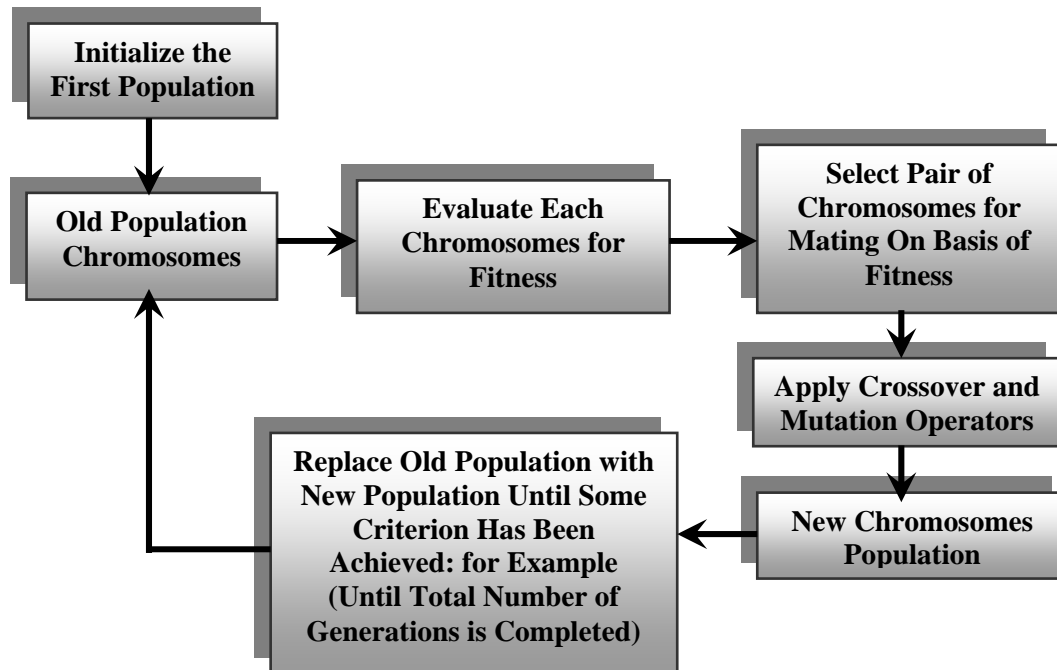 Initialize the
First Population
Old Population
Chromosomes
Evaluate Each
Chromosomes for
Fitness
Select Pair of
Chromosomes for
Mating On Basis of
Fitness
Apply Crossover and
Mutation Operators
New Chromosomes
Population
Replace Old Population with
New Population Until Some
Criterion Has Been
Achieved: for Example
(Until Total Number of
Generations is Completed)